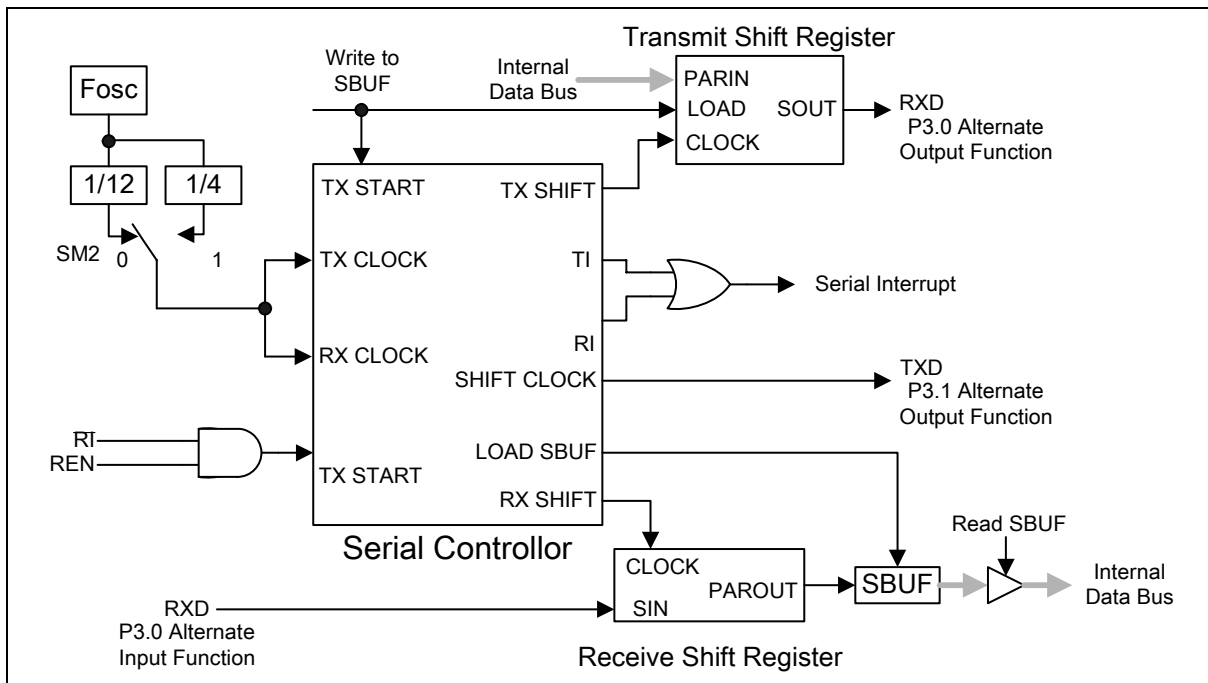 Transmit Shift Register
Write to
SBUF
Internal
Data Bus
Fosc
PARIN
LOAD
SOUT
CLOCK
RXD
P3.0 Alternate
Output Function
1/12
1/4
TX START
TX SHIFT
SM2
0
1
TX CLOCK
TI
Serial Interrupt
RX CLOCK
RI
SHIFT CLOCK
TXD
P3.1 Alternate
Output Function
RI
REN
TX START
LOAD SBUF
RX SHIFT
Serial Controllor
Read SBUF
CLOCK
PAROUT
SIN
SBUF
Internal
Data Bus
RXD
P3.0 Alternate
Input Function
Receive Shift Register